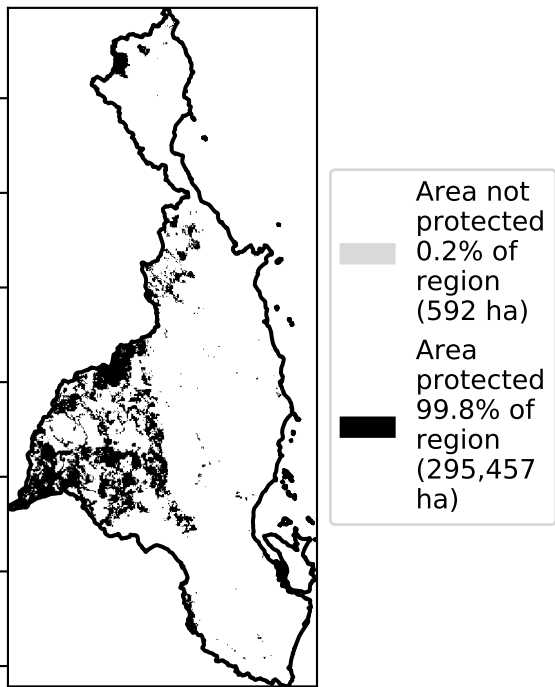 Area not
protected
0.2% of
region
(592 ha)
Area
protected
99.8% of
region
(295,457
ha)